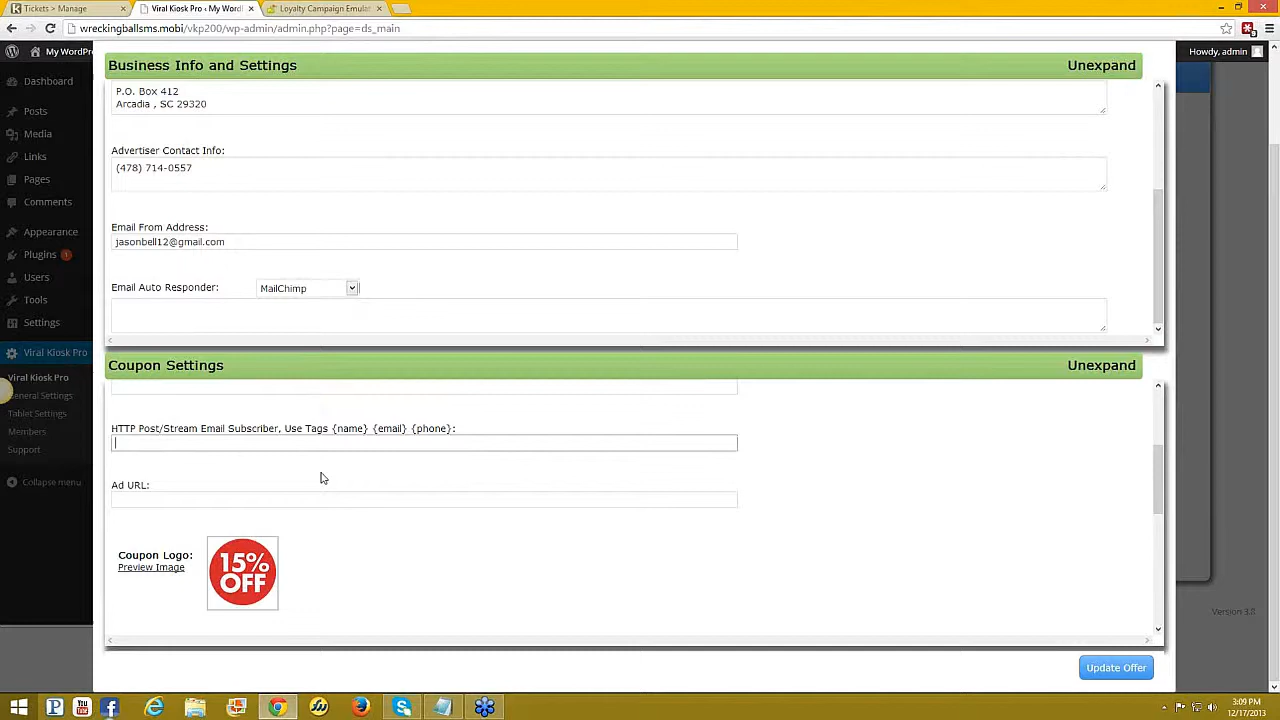 Tickets > Manage
Viral Kiosk Pro ‹ My Word
Loyalty Campaign Emulat
wreckingballsms.mobi/vkp200/wp-admin/admin.php?page=ds_main
My WordP
Howdy, admin
Dashboard
Posts
Media
Links
Pages
Comments
Appearance
Plugins 1
Users
Tools
Settings
Viral Kiosk Pro
Viral Kiosk Pro
General Settings
Tablet Settings
Members
Support
Collapse menu
Business Info and Settings
Unexpand
P.O. Box 412
Arcadia , SC 29320
Advertiser Contact Info:
(478) 714-0557
Email From Address:
jasonbell12@gmail.com
Email Auto Responder:
MailChimp
Coupon Settings
Unexpand
HTTP Post/Stream Email Subscriber, Use Tags {name} {email} {phone}:
Ad URL:
Coupon Logo:
Preview Image
15%
OFF
Version 3.8
Update Offer
3:09 PM
12/17/2013